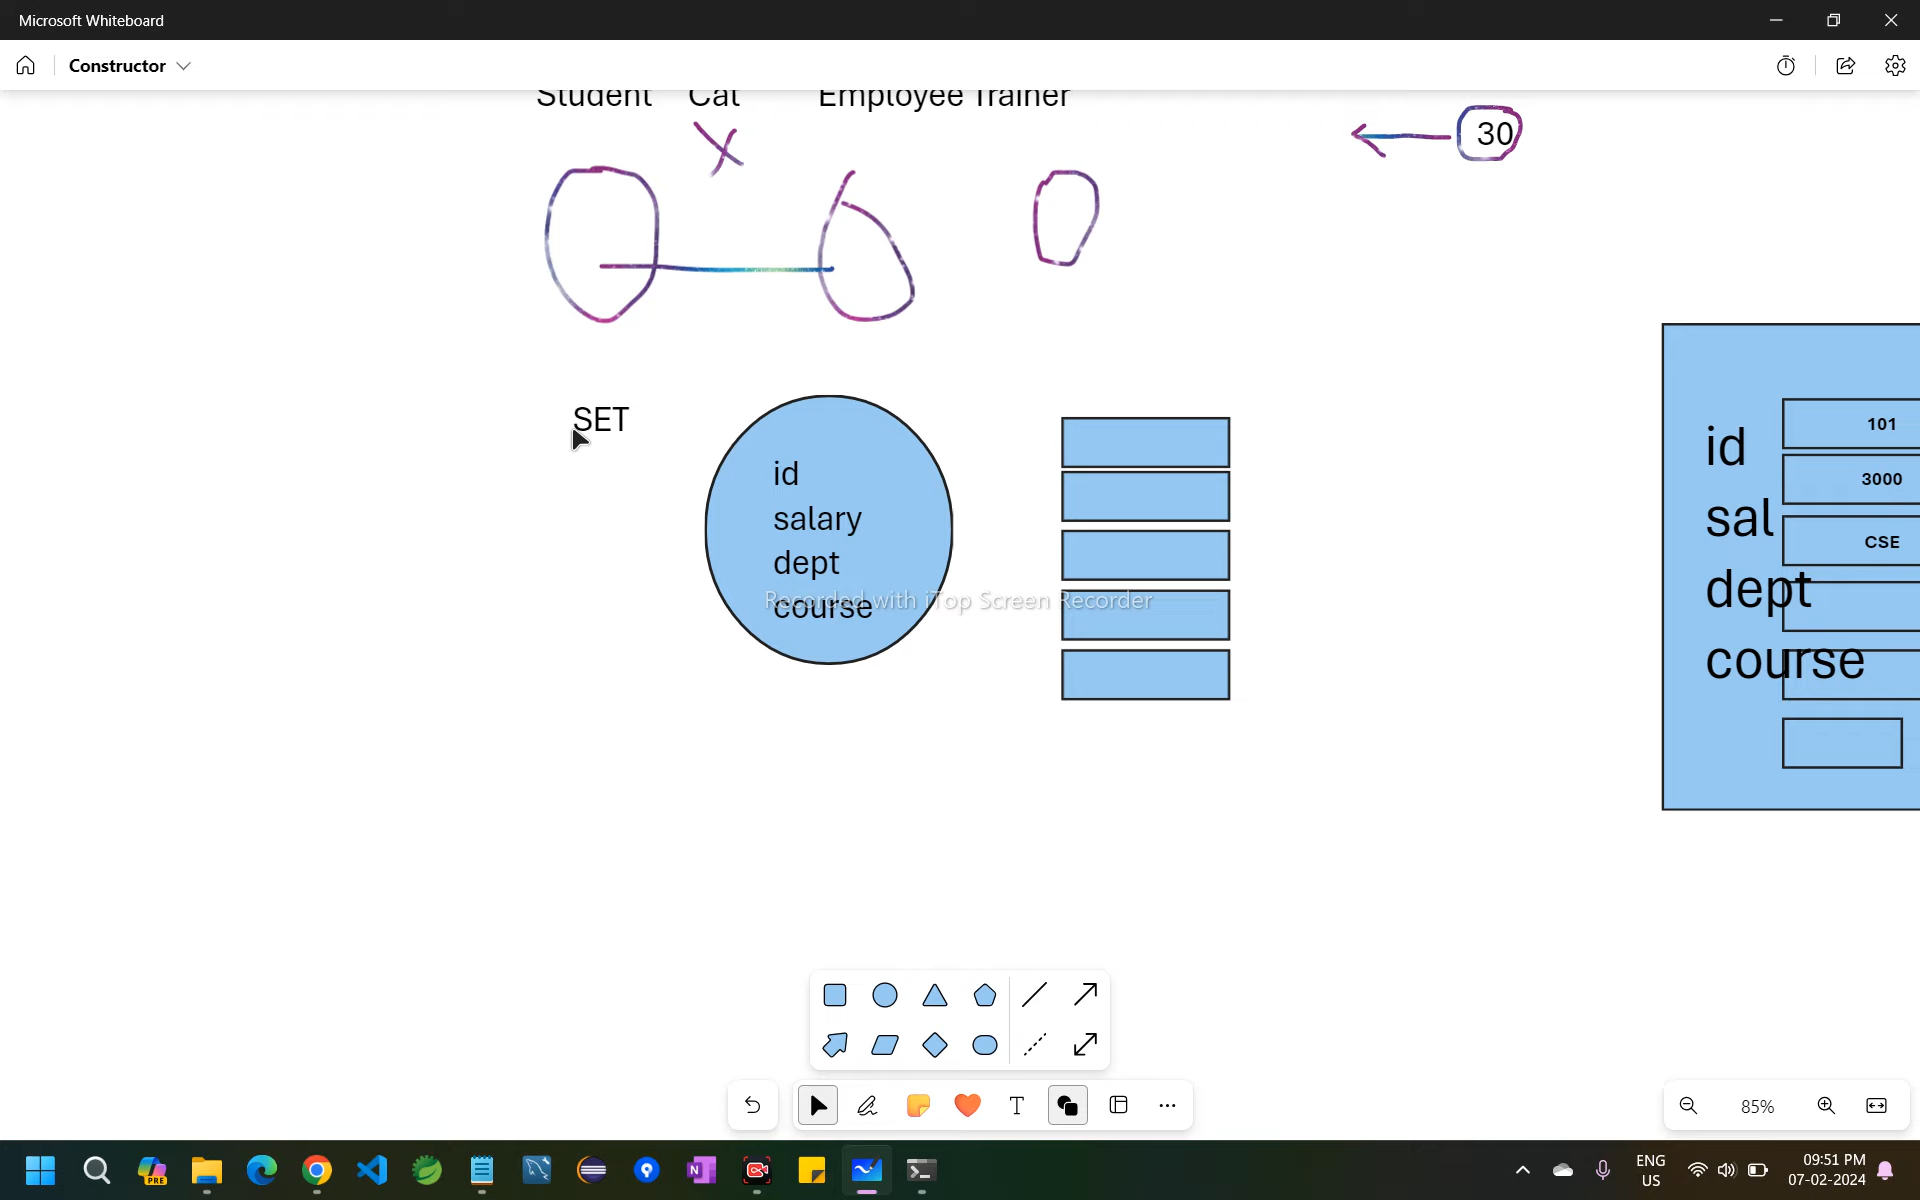 Microsoft Whiteboard
Constructor
Student Cat Employee Trainer
30
SET
id
salary
dept
course
Recorded with iTop Screen Recorder
id
sal
dept
course
101
3000
CSE
T
85%
PRE
N
ENG
US
09:51 PM
07-02-2024